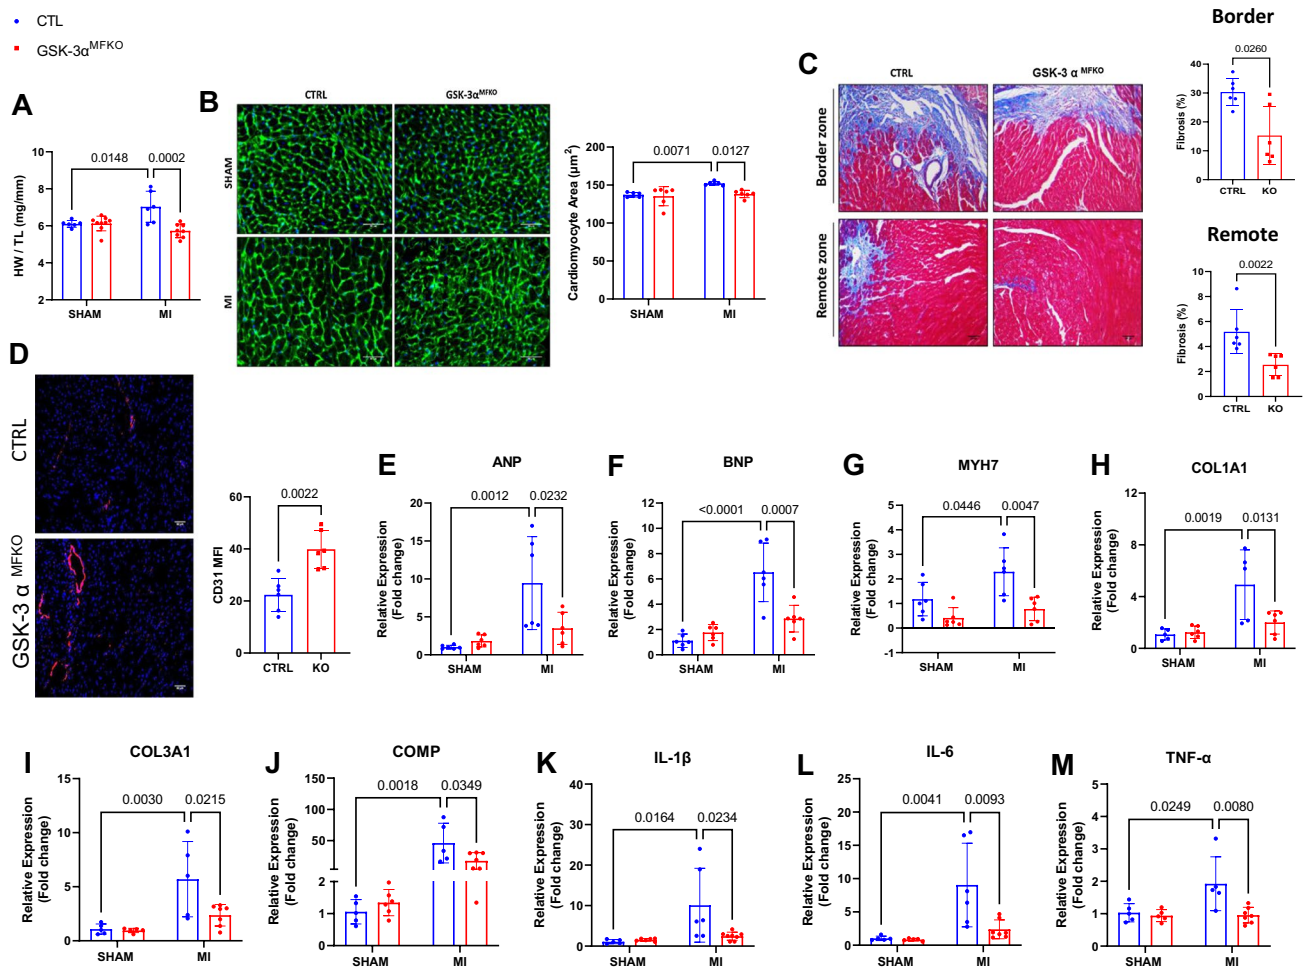 CTL
GSK-3α^MFKO
A
HW / TL (mg/mm)
10
8
6
4
2
0.0148
0.0002
SHAM
MI
B
CTRL
GSK-3α^MFKO
SHAM
MI
Cardiomyocyte Area (µm²)
200
150
100
50
0
0.0071
0.0127
SHAM
MI
C
CTRL
GSK-3 α ^MFKO
Border zone
Remote zone
Border
Fibrosis (%)
40
30
20
10
0
0.0260
CTRL
KO
Remote
Fibrosis (%)
10
8
6
4
2
0
0.0022
CTRL
KO
D
CTRL
GSK-3 α ^MFKO
CD31 MFI
60
40
20
0
0.0022
CTRL
KO
E
ANP
Relative Expression
(Fold change)
20
15
10
5
0
0.0012
0.0232
SHAM
MI
F
BNP
Relative Expression
(Fold change)
12
10
8
6
4
2
0
<0.0001
0.0007
SHAM
MI
G
MYH7
Relative Expression
(Fold change)
5
4
3
2
1
0
-1
0.0446
0.0047
SHAM
MI
H
COL1A1
Relative Expression
(Fold change)
12
8
4
0
0.0019
0.0131
SHAM
MI
I
COL3A1
Relative Expression
(Fold change)
15
10
5
0
0.0030
0.0215
SHAM
MI
J
COMP
Relative Expression
(Fold change)
150
100
50
2
1
0
0.0018
0.0349
SHAM
MI
K
IL-1β
Relative Expression
(Fold change)
40
30
20
10
0
0.0164
0.0234
SHAM
MI
L
IL-6
Relative Expression
(Fold change)
25
20
15
10
5
0
0.0041
0.0093
SHAM
MI
M
TNF-α
Relative Expression
(Fold change)
5
4
3
2
1
0
0.0249
0.0080
SHAM
MI